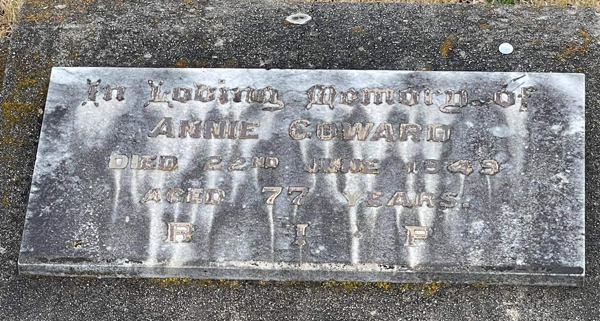 In Loving Memory of
ANNIE COWARD
DIED 22ND JUNE 1949
AGED 77 YEARS.
R I P